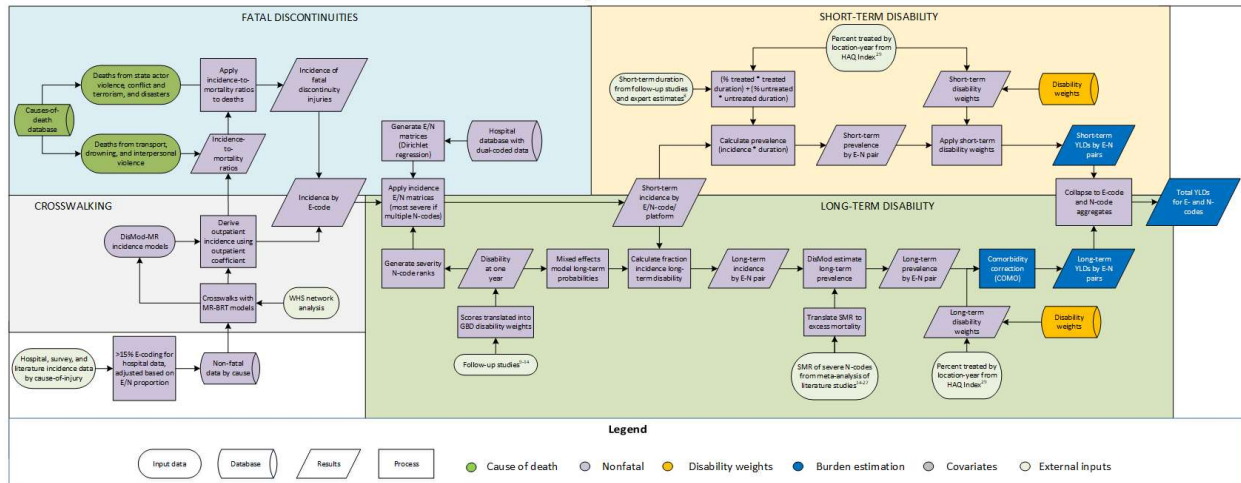 FATAL DISCONTINUITIES
Causes-of-
death
database
Deaths from state actor
violence, conflict and
terrorism, and disasters
Deaths from transport,
drowning, and interpersonal
violence
Apply
incidence-to-
mortality ratios
to deaths
Incidence-
to-
mortality
ratios
Incidence of
fatal
discontinuity
injuries
Generate E/N
matrices
(Dirichlet
regression)
Hospital
database with
dual-coded data
Incidence by
E-code
Apply incidence
E/N matrices
(most severe if
multiple N-codes)
CROSSWALKING
DisMod-MR
incidence models
Derive
outpatient
incidence using
outpatient
coefficient
Crosswalks with
MR-BRT models
WHS network
analysis
Hospital, survey, and
literature incidence data
by cause-of-injury
>15% E-coding for
hospital data,
adjusted based on
E/N proportion
Non-fatal
data by cause
SHORT-TERM DISABILITY
Percent treated by
location-year from
HAQ Index
Short-term duration
from follow-up studies
and expert estimates
(% treated * treated
duration) + (% untreated
* untreated duration)
Short-term
disability
weights
Disability
weights
Calculate prevalence
(incidence * duration)
Short-term
prevalence
by E-N pair
Apply short-term
disability weights
Short-term
YLDs by E-N
pairs
Short-term
incidence by
E/N-code/
platform
Collapse to E-code
and N-code
aggregates
Total YLDs
for E- and N-
codes
LONG-TERM DISABILITY
Generate severity
N-code ranks
Disability
at one
year
Mixed effects
model long-term
probabilities
Calculate fraction
incidence long-
term disability
Long-term
incidence by
E-N pair
DisMod estimate
long-term
prevalence
Long-term
prevalence by
E-N pair
Comorbidity
correction
(COMO)
Long-term
YLDs by E-N
pairs
Scores translated into
GBD disability weights
Follow-up studies
Translate SMR to
excess mortality
SMR of severe N-codes
from meta-analysis of
literature studies
Long-term
disability
weights
Disability
weights
Percent treated by
location-year from
HAQ Index
Legend
Input data
Database
Results
Process
Cause of death
Nonfatal
Disability weights
Burden estimation
Covariates
External inputs